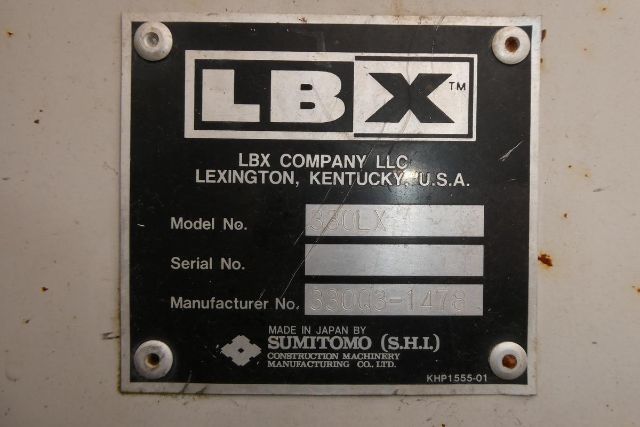 LBX™
LBX COMPANY LLC
LEXINGTON, KENTUCKY, U.S.A.
Model No. 330LX
Serial No.
Manufacturer No. 330Q3-1478
MADE IN JAPAN BY
SUMITOMO (S.H.I.)
CONSTRUCTION MACHINERY
MANUFACTURING CO., LTD.
KHP1555-01